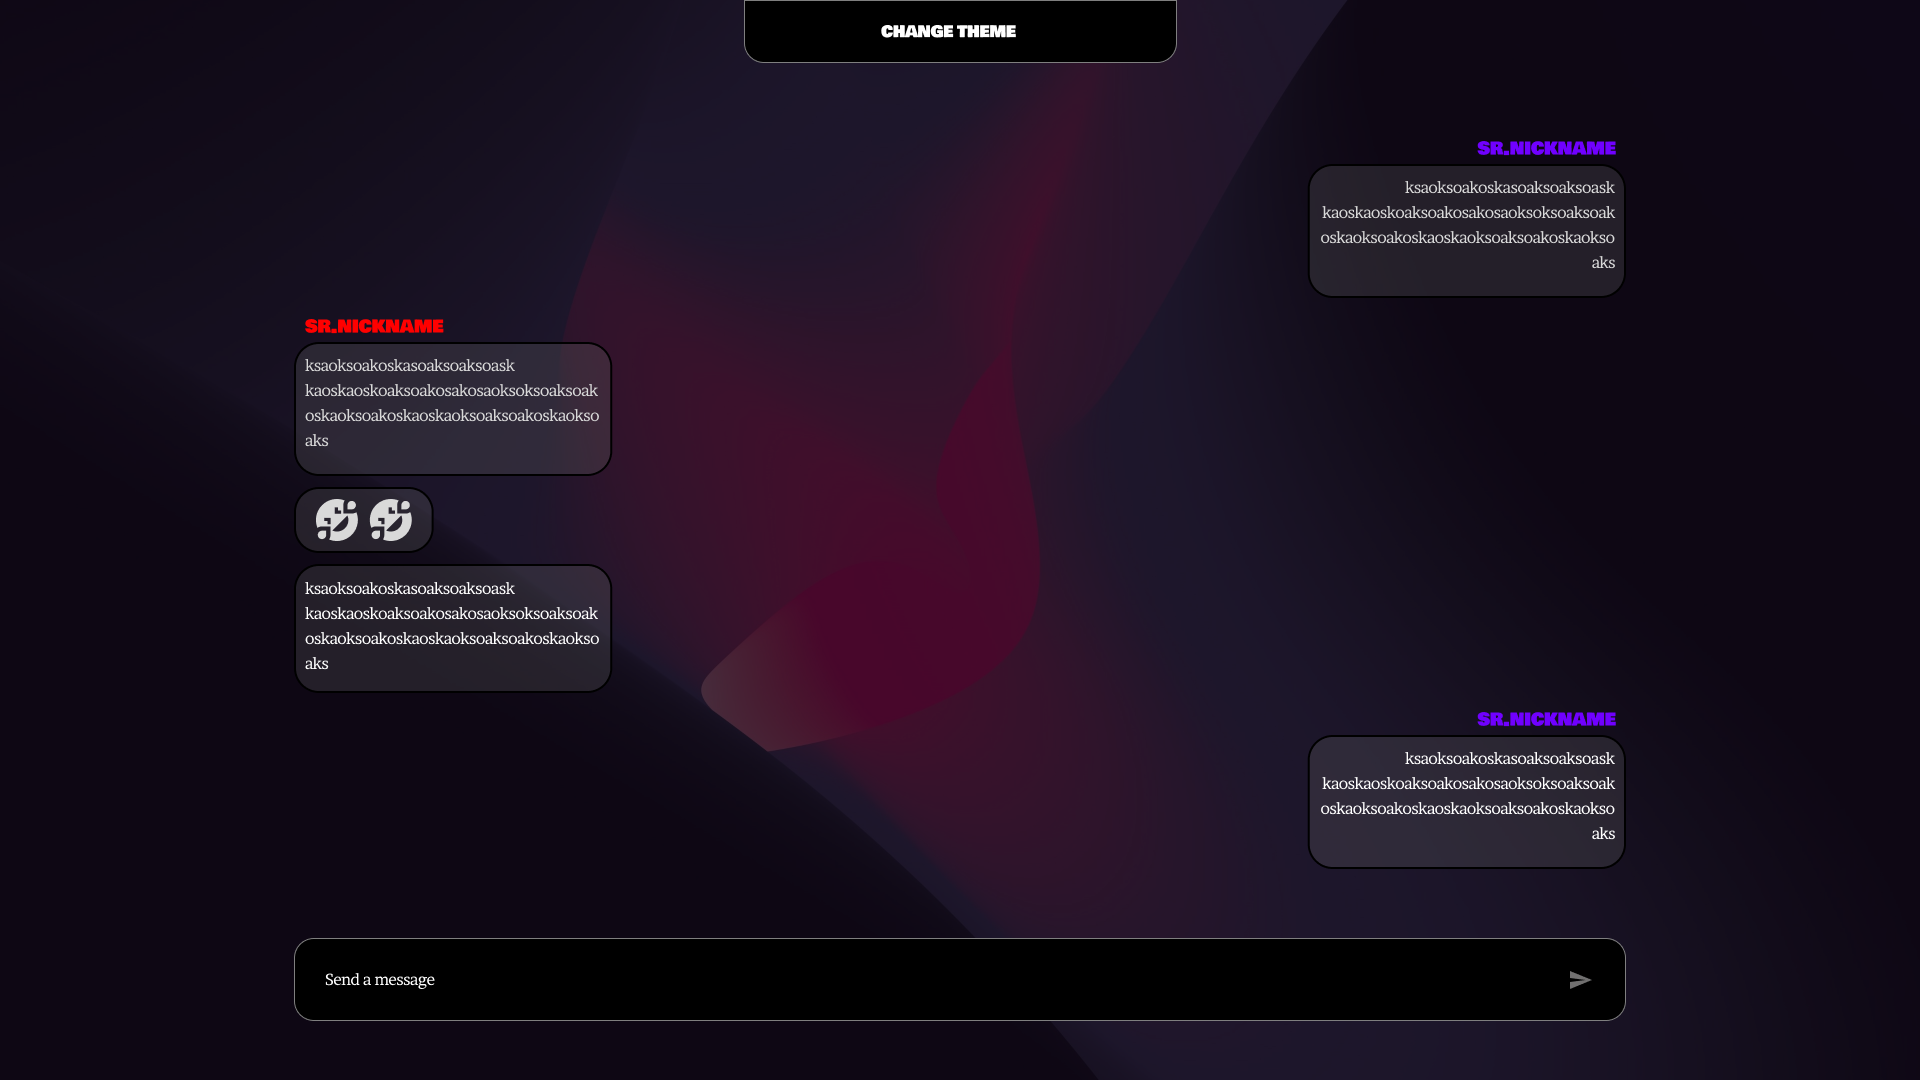 CHANGE THEME
SR.NICKNAME
ksaoksoakoskasoaksoaksoask
kaoskaoskoaksoakosakosaoksoksoaksoak
oskaoksoakoskaoskaoksoaksoakoskaokso
aks
SR.NICKNAME
ksaoksoakoskasoaksoaksoask
kaoskaoskoaksoakosakosaoksoksoaksoak
oskaoksoakoskaoskaoksoaksoakoskaokso
aks
ksaoksoakoskasoaksoaksoask
kaoskaoskoaksoakosakosaoksoksoaksoak
oskaoksoakoskaoskaoksoaksoakoskaokso
aks
SR.NICKNAME
ksaoksoakoskasoaksoaksoask
kaoskaoskoaksoakosakosaoksoksoaksoak
oskaoksoakoskaoskaoksoaksoakoskaokso
aks
Send a message